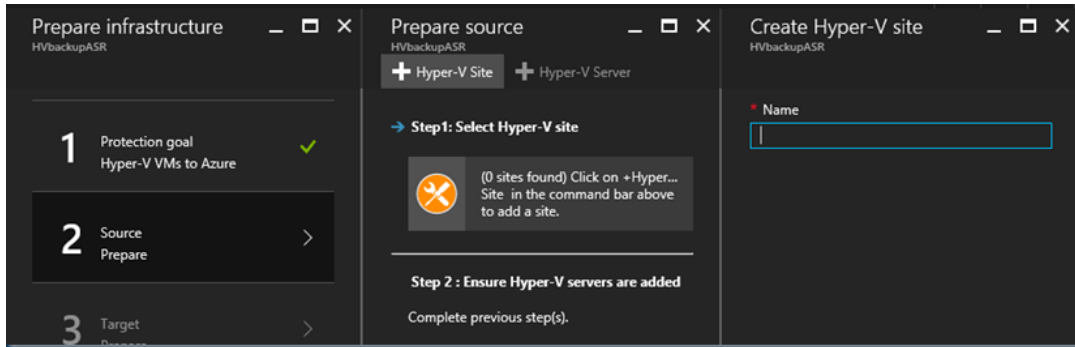 Prepare infrastructure
HVbackupASR
1
Protection goal
Hyper-V VMs to Azure
2
Source
Prepare
3
Target
Prepare source
HVbackupASR
Hyper-V Site
Hyper-V Server
Step1: Select Hyper-V site
(0 sites found) Click on +Hyper...
Site in the command bar above
to add a site.
Step 2 : Ensure Hyper-V servers are added
Complete previous step(s).
Create Hyper-V site
HVbackupASR
* Name